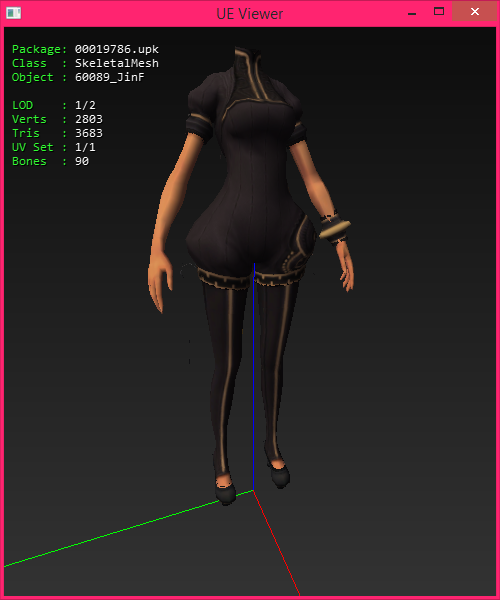 UE Viewer
Package: 00019786.upk
Class : SkeletalMesh
Object : 60089_JinF
LOD : 1/2
Verts : 2803
Tris : 3683
UV Set : 1/1
Bones : 90